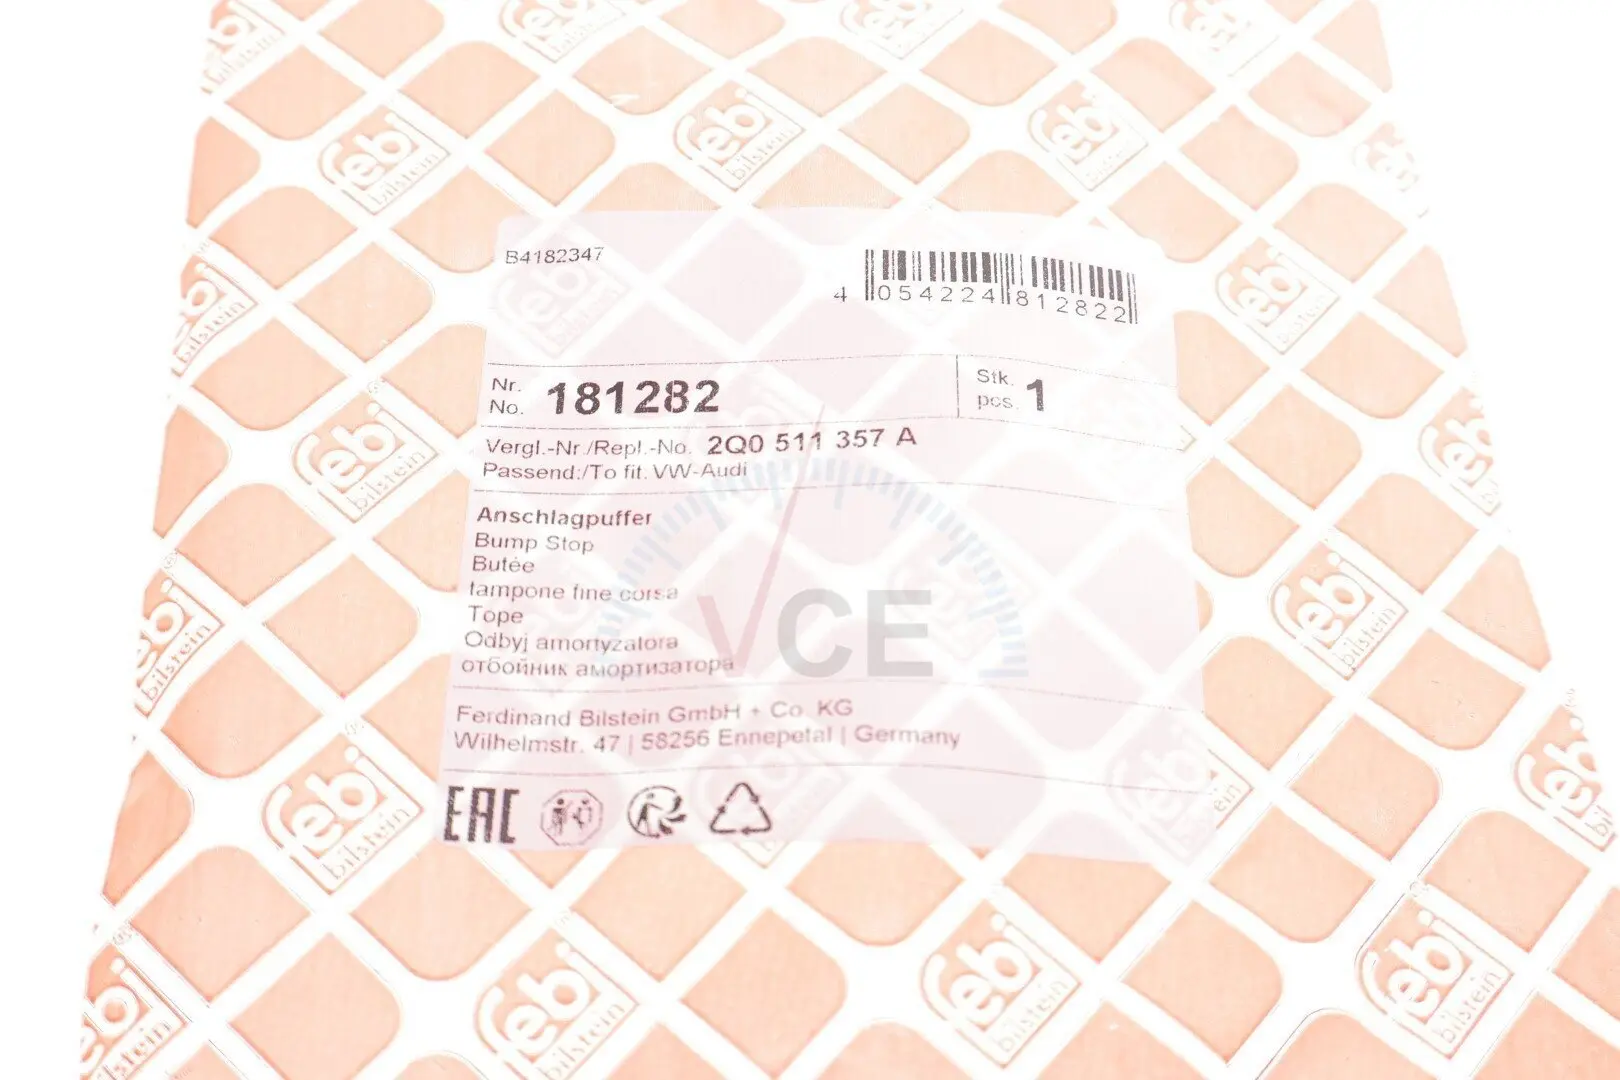 B4182347
4 054224 812822
Nr.
No. 181282
Stk.
pcs. 1
Vergl.-Nr./Repl.-No. 2Q0 511 357 A
Passend:/To fit: VW-Audi
Anschlagpuffer
Bump Stop
Butée
tampone fine corsa
Tope
Odbyj amortyzatora
отбойник амортизатора
VCE
Ferdinand Bilstein GmbH + Co. KG
Wilhelmstr. 47 | 58256 Ennepetal | Germany
EAC
febi
bilstein